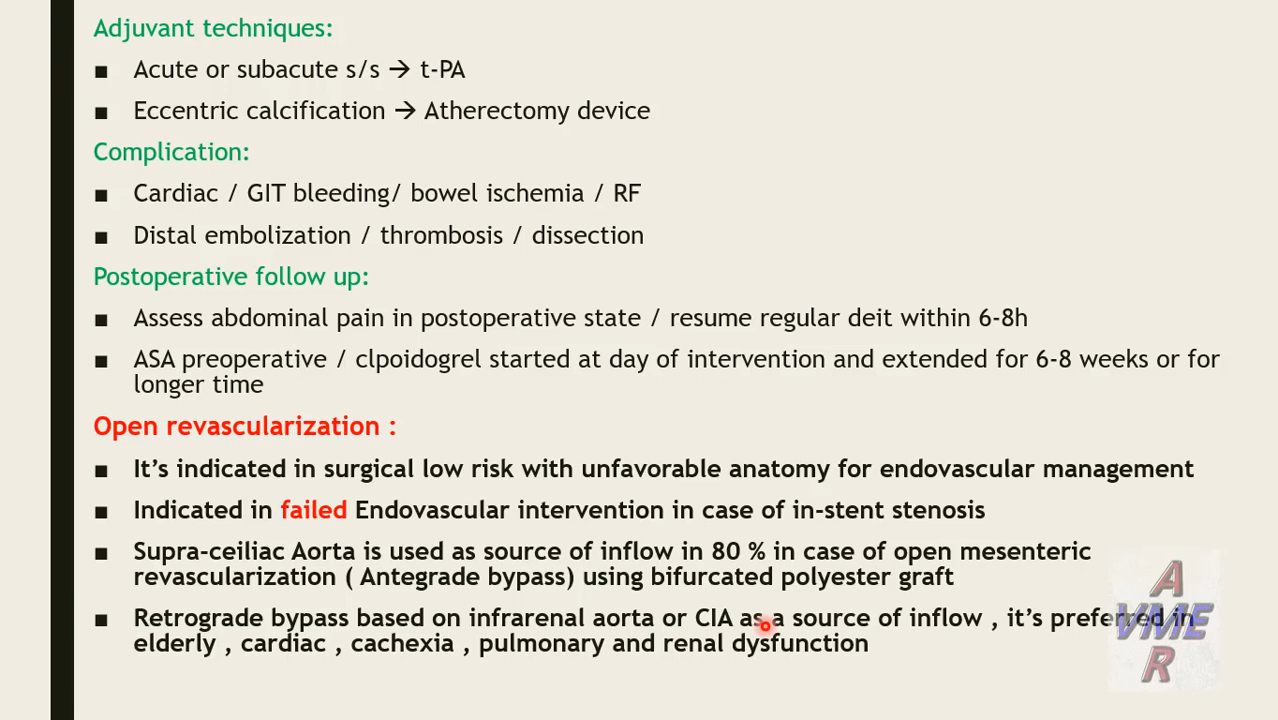 Adjuvant techniques:
■ Acute or subacute s/s → t-PA
■ Eccentric calcification → Atherectomy device
Complication:
■ Cardiac / GIT bleeding/ bowel ischemia / RF
■ Distal embolization / thrombosis / dissection
Postoperative follow up:
■ Assess abdominal pain in postoperative state / resume regular deit within 6-8h
■ ASA preoperative / clpoidogrel started at day of intervention and extended for 6-8 weeks or for
longer time
Open revascularization :
■ It's indicated in surgical low risk with unfavorable anatomy for endovascular management
■ Indicated in failed Endovascular intervention in case of in-stent stenosis
■ Supra-ceiliac Aorta is used as source of inflow in 80 % in case of open mesenteric
revascularization ( Antegrade bypass) using bifurcated polyester graft
■ Retrograde bypass based on infrarenal aorta or CIA as a source of inflow , it's preferred in
elderly , cardiac , cachexia , pulmonary and renal dysfunction
A
VMER
R